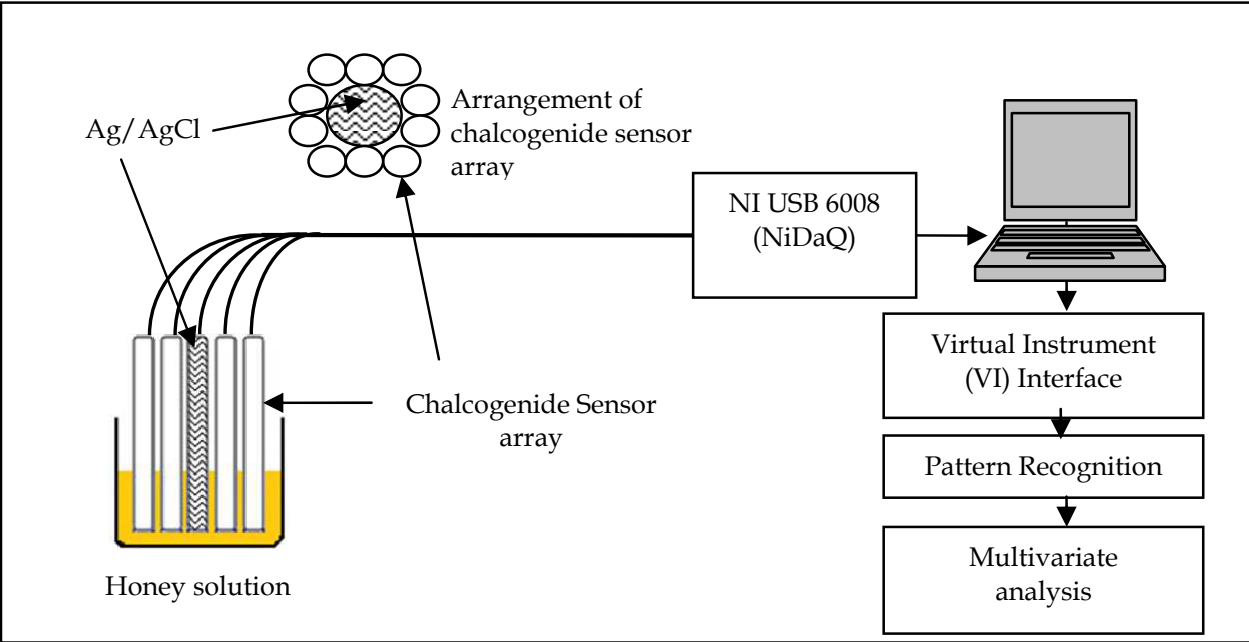 Ag/AgCl
Arrangement of
chalcogenide sensor
array
NI USB 6008
(NiDaQ)
Virtual Instrument
(VI) Interface
Chalcogenide Sensor
array
Pattern Recognition
Multivariate
analysis
Honey solution